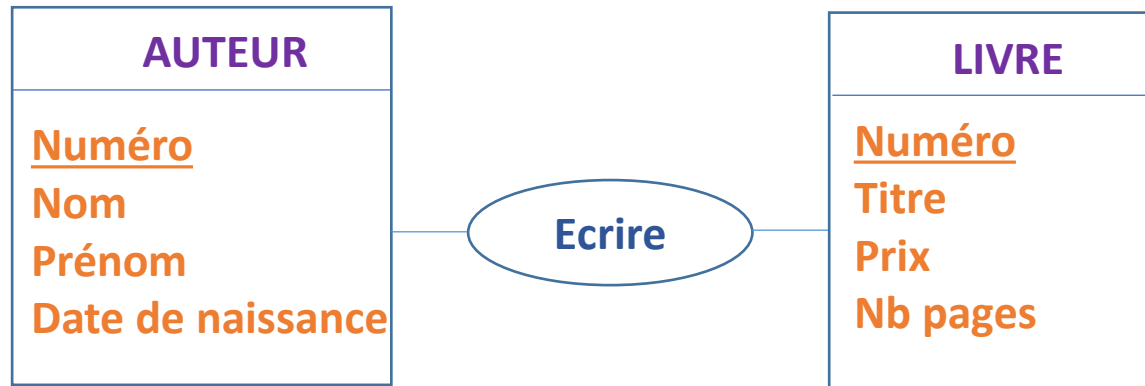 AUTEUR
Numéro
Nom
Prénom
Date de naissance
Ecrire
LIVRE
Numéro
Titre
Prix
Nb pages